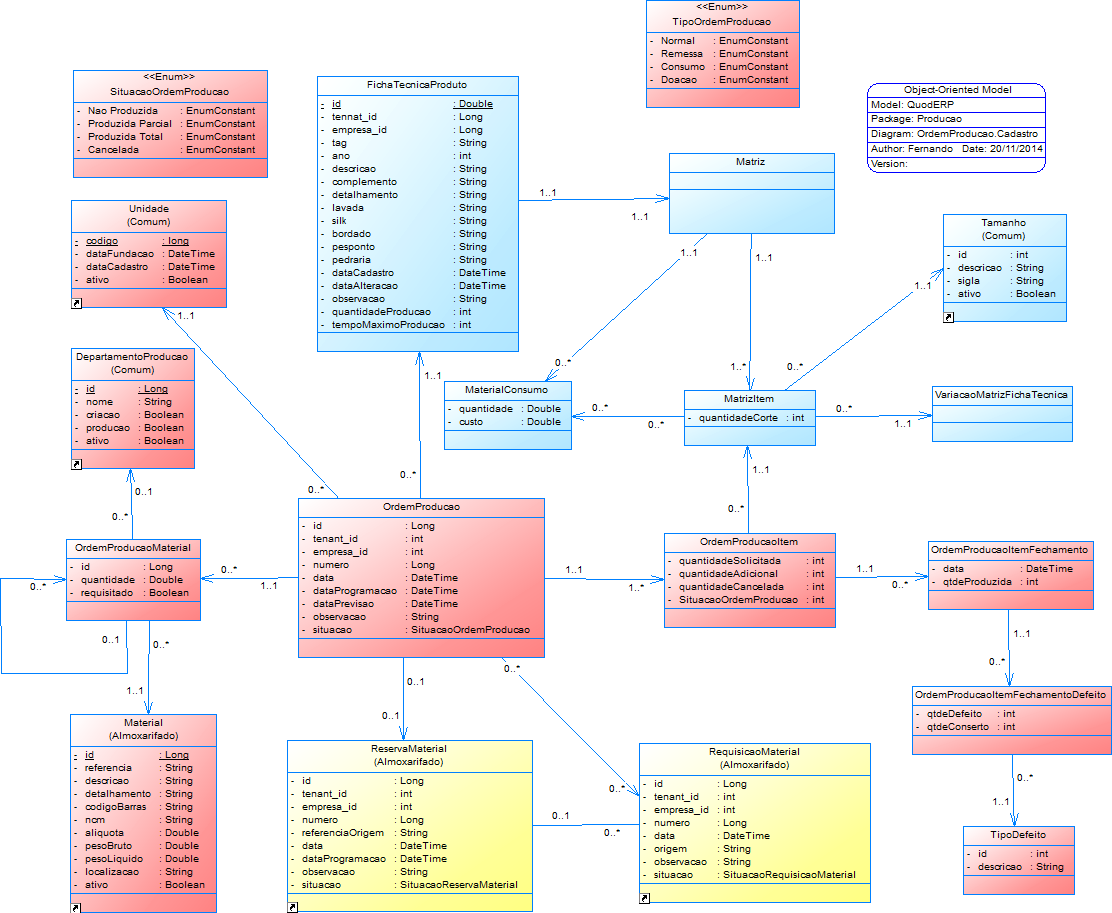 <<Enum>>
TipoOrdemProducao
- Normal : EnumConstant
- Remessa : EnumConstant
- Consumo : EnumConstant
- Doacao : EnumConstant
<<Enum>>
SituacaoOrdemProducao
- Nao Produzida : EnumConstant
- Produzida Parcial : EnumConstant
- Produzida Total : EnumConstant
- Cancelada : EnumConstant
FichaTecnicaProduto
- id : Double
- tennat_id : Long
- empresa_id : Long
- tag : String
- ano : int
- descricao : String
- complemento : String
- detalhamento : String
- lavada : String
- silk : String
- bordado : String
- pesponto : String
- pedraria : String
- dataCadastro : DateTime
- dataAlteracao : DateTime
- observacao : String
- quantidadeProducao : int
- tempoMaximoProducao : int
Object-Oriented Model
Model: QuodERP
Package: Producao
Diagram: OrdemProducao.Cadastro
Author: Fernando Date: 20/11/2014
Version:
Matriz
1..1
1..1
1..1
1..1
Unidade
(Comum)
- codigo : long
- dataFundacao : DateTime
- dataCadastro : DateTime
- ativo : Boolean
1..1
Tamanho
(Comum)
- id : int
- descricao : String
- sigla : String
- ativo : Boolean
1..1
0..*
0..*
1..*
DepartamentoProducao
(Comum)
- id : Long
- nome : String
- criacao : Boolean
- producao : Boolean
- ativo : Boolean
1..1
MaterialConsumo
- quantidade : Double
- custo : Double
0..*
0..*
MatrizItem
- quantidadeCorte : int
0..*
1..1
VariacaoMatrizFichaTecnica
0..1
0..*
0..*
0..*
1..1
0..*
OrdemProducaoMaterial
- id : Long
- quantidade : Double
- requisitado : Boolean
0..*
0..1
0..*
1..1
0..*
1..1
OrdemProducao
- id : Long
- tenant_id : int
- empresa_id : int
- numero : Long
- data : DateTime
- dataProgramacao : DateTime
- dataPrevisao : DateTime
- observacao : String
- situacao : SituacaoOrdemProducao
1..1
1..*
OrdemProducaoItem
- quantidadeSolicitada : int
- quantidadeAdicional : int
- quantidadeCancelada : int
- SituacaoOrdemProducao : int
1..1
0..*
OrdemProducaoItemFechamento
- data : DateTime
- qtdeProduzida : int
1..1
0..*
OrdemProducaoItemFechamentoDefeito
- qtdeDefeito : int
- qtdeConserto : int
0..*
1..1
TipoDefeito
- id : int
- descricao : String
Material
(Almoxarifado)
- id : Long
- referencia : String
- descricao : String
- detalhamento : String
- codigoBarras : String
- ncm : String
- aliquota : Double
- pesoBruto : Double
- pesoLiquido : Double
- localizacao : String
- ativo : Boolean
0..1
0..1
0..*
0..*
ReservaMaterial
(Almoxarifado)
- id : Long
- tenant_id : int
- empresa_id : int
- numero : Long
- referenciaOrigem : String
- data : DateTime
- dataProgramacao : DateTime
- observacao : String
- situacao : SituacaoReservaMaterial
0..1
0..*
RequisicaoMaterial
(Almoxarifado)
- id : Long
- tenant_id : int
- empresa_id : int
- numero : Long
- data : DateTime
- origem : String
- observacao : String
- situacao : SituacaoRequisicaoMaterial